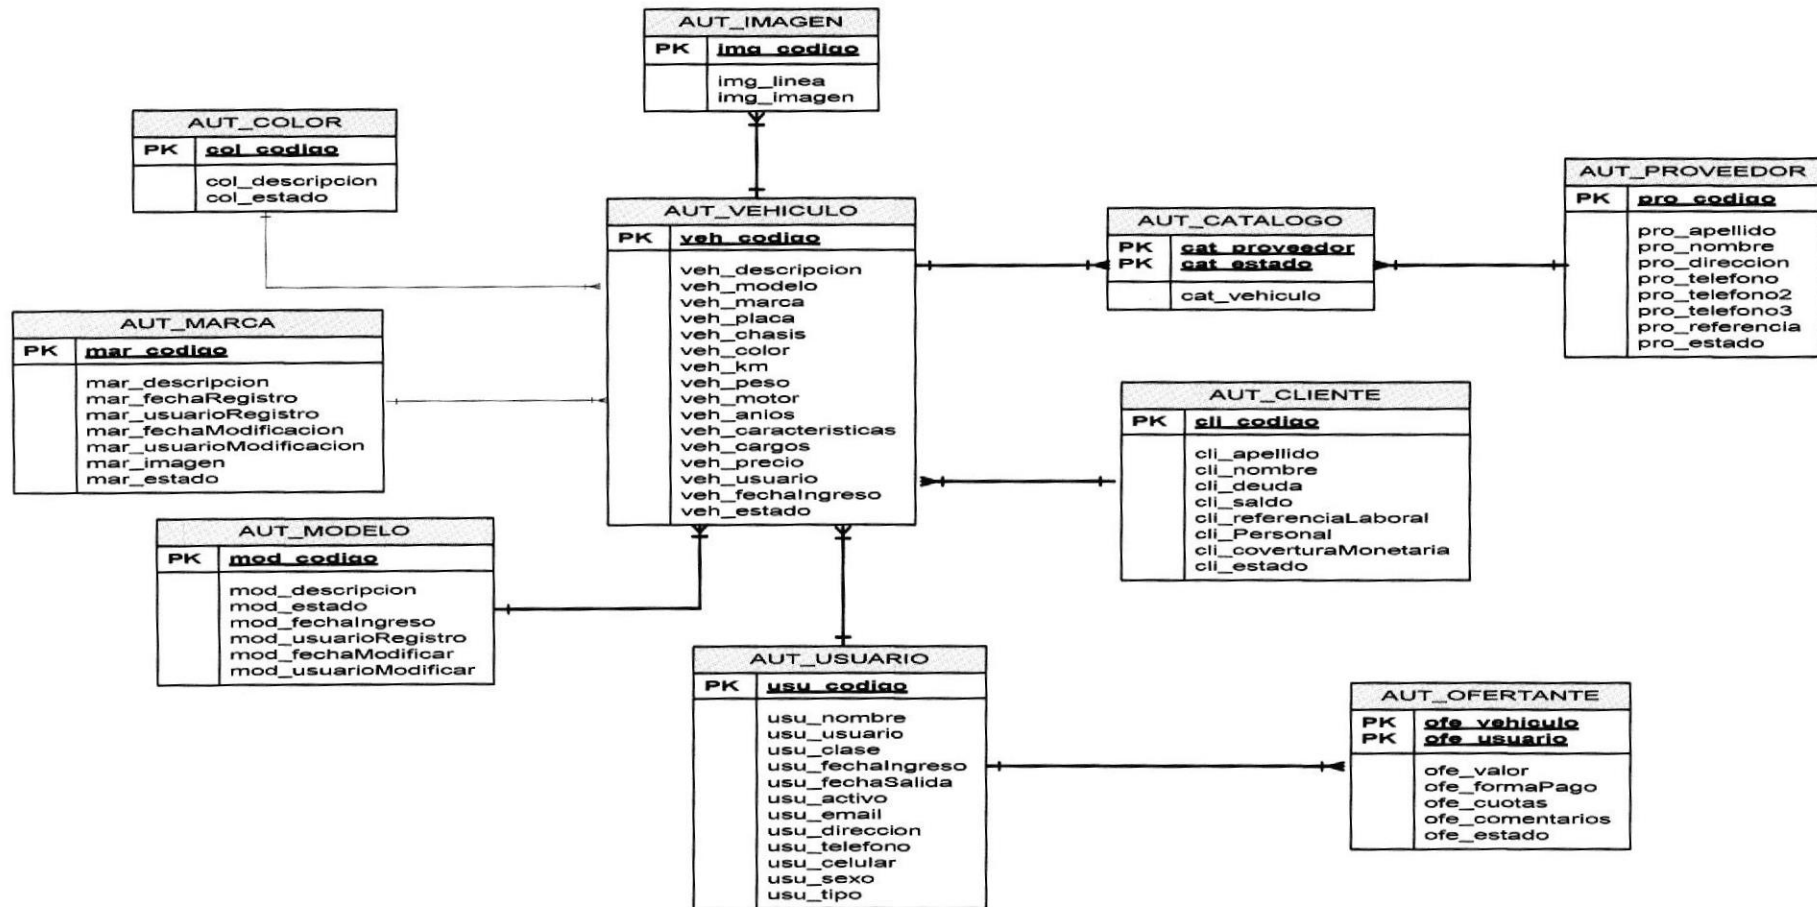 AUT_IMAGEN
PK img_codigo
img_linea
img_imagen
AUT_COLOR
PK col_codigo
col_descripcion
col_estado
AUT_VEHICULO
PK veh_codigo
veh_descripcion
veh_modelo
veh_marca
veh_placa
veh_chasis
veh_color
veh_km
veh_peso
veh_motor
veh_anios
veh_caracteristicas
veh_cargos
veh_precio
veh_usuario
veh_fechaIngreso
veh_estado
AUT_CATALOGO
PK cat_proveedor
PK cat_estado
cat_vehiculo
AUT_PROVEEDOR
PK pro_codigo
pro_apellido
pro_nombre
pro_direccion
pro_telefono
pro_telefono2
pro_telefono3
pro_referencia
pro_estado
AUT_MARCA
PK mar_codigo
mar_descripcion
mar_fechaRegistro
mar_usuarioRegistro
mar_fechaModificacion
mar_usuarioModificacion
mar_imagen
mar_estado
AUT_CLIENTE
PK cli_codigo
cli_apellido
cli_nombre
cli_deuda
cli_saldo
cli_referenciaLaboral
cli_Personal
cli_coverturaMonetaria
cli_estado
AUT_MODELO
PK mod_codigo
mod_descripcion
mod_estado
mod_fechaIngreso
mod_usuarioRegistro
mod_fechaModificar
mod_usuarioModificar
AUT_USUARIO
PK usu_codigo
usu_nombre
usu_usuario
usu_clase
usu_fechaIngreso
usu_fechaSalida
usu_activo
usu_email
usu_direccion
usu_telefono
usu_celular
usu_sexo
usu_tipo
AUT_OFERTANTE
PK ofe_vehiculo
PK ofe_usuario
ofe_valor
ofe_formaPago
ofe_cuotas
ofe_comentarios
ofe_estado